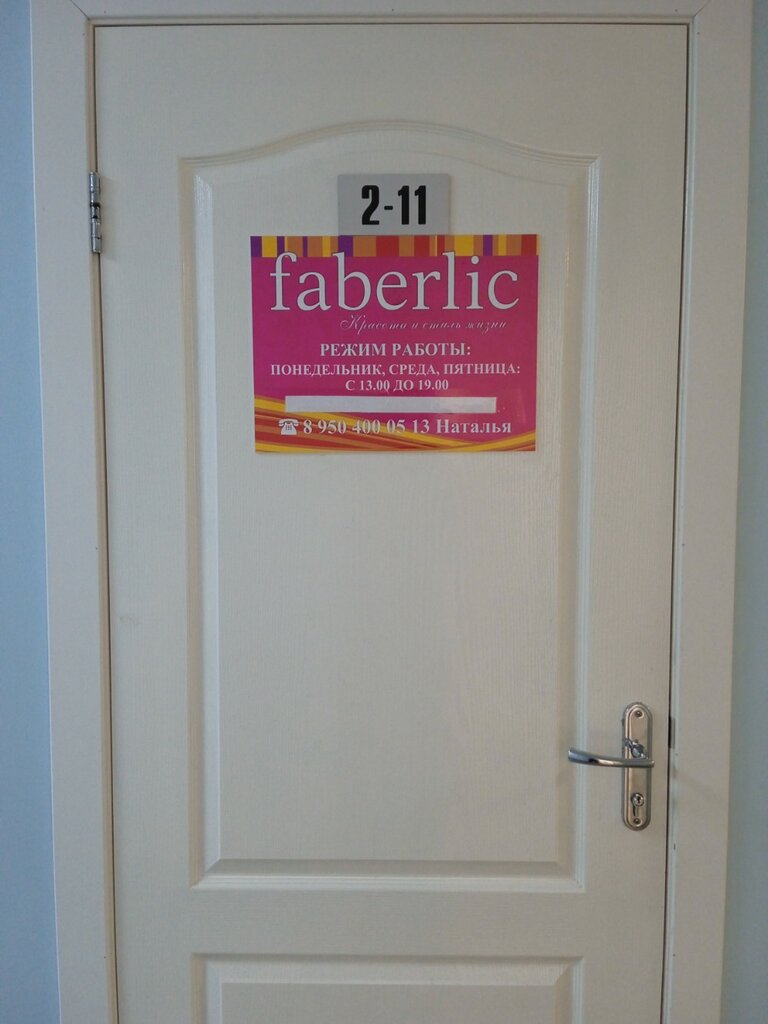 2-11
faberlic
Красота и стиль жизни
РЕЖИМ РАБОТЫ:
ПОНЕДЕЛЬНИК, СРЕДА, ПЯТНИЦА:
С 13.00 ДО 19.00
☎ 8 950 400 05 13 Наталья